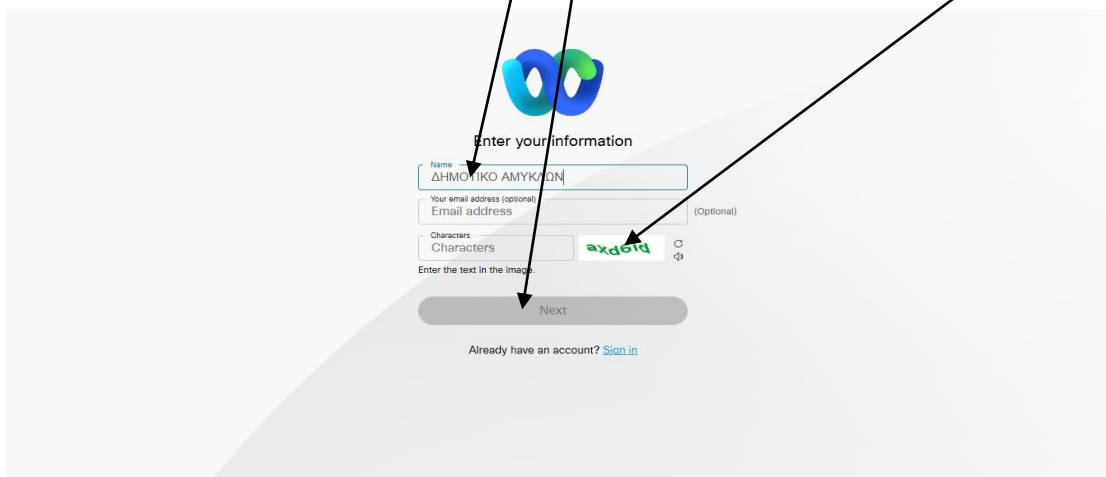 Enter your information
Name
ΔΗΜΟΤΙΚΟ ΑΜΥΚΛΩΝ
Your email address (optional)
Email address
(Optional)
Characters
Characters
Enter the text in the image.
Next
Already have an account? Sign in